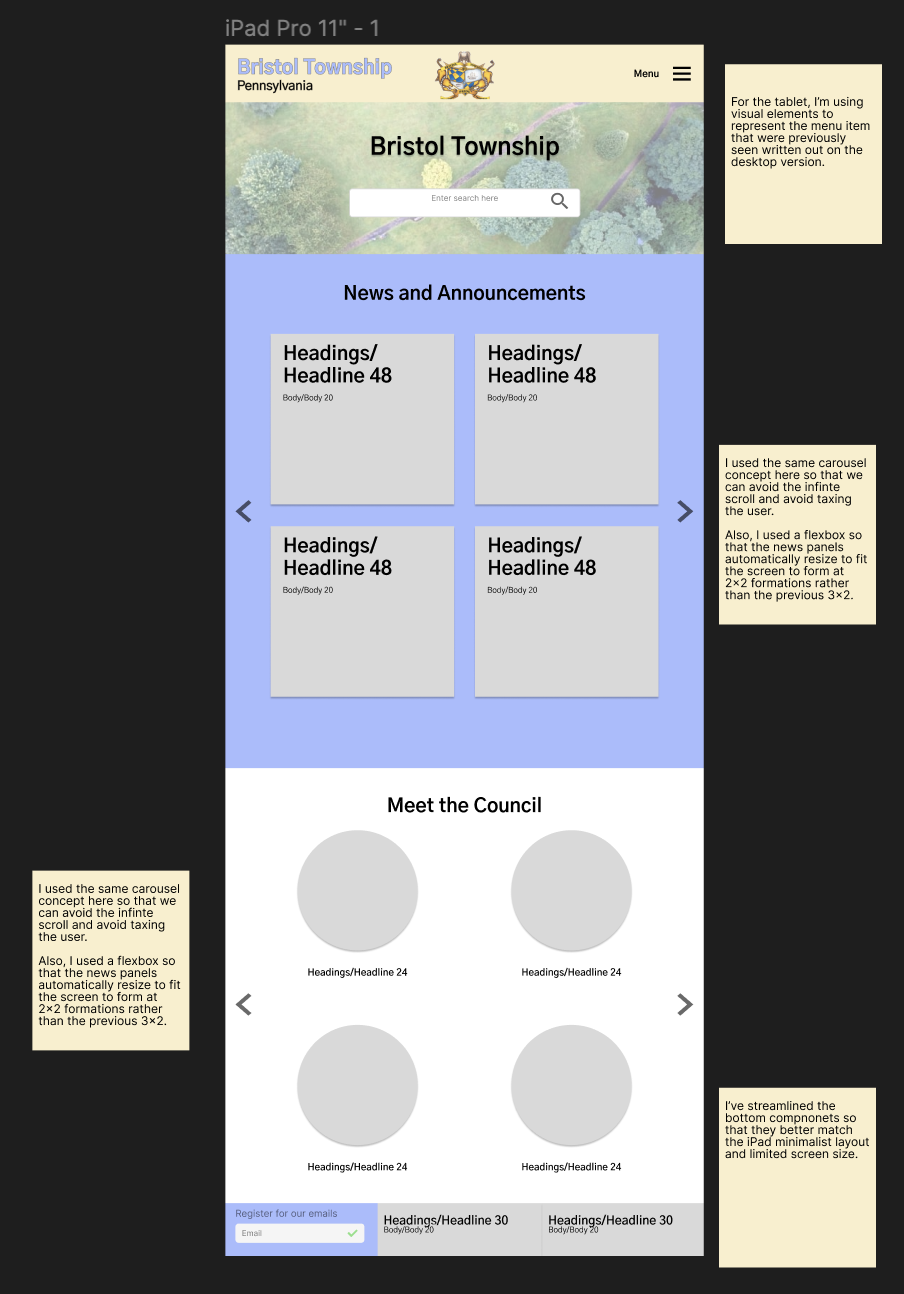 iPad Pro 11" - 1
Bristol Township
Pennsylvania
Menu
For the tablet, I'm using
visual elements to
represent the menu item
that were previously
seen written out on the
desktop version.
Bristol Township
Enter search here
News and Announcements
Headings/
Headline 48
Body/Body 20
Headings/
Headline 48
Body/Body 20
Headings/
Headline 48
Body/Body 20
Headings/
Headline 48
Body/Body 20
I used the same carousel
concept here so that we
can avoid the infinte
scroll and avoid taxing
the user.
Also, I used a flexbox so
that the news panels
automatically resize to fit
the screen to form at
2×2 formations rather
than the previous 3×2.
Meet the Council
Headings/Headline 24
Headings/Headline 24
Headings/Headline 24
Headings/Headline 24
I used the same carousel
concept here so that we
can avoid the infinte
scroll and avoid taxing
the user.
Also, I used a flexbox so
that the news panels
automatically resize to fit
the screen to form at
2×2 formations rather
than the previous 3×2.
I've streamlined the
bottom compnonets so
that they better match
the iPad minimalist layout
and limited screen size.
Register for our emails
Email
Headings/Headline 30
Body/Body 20
Headings/Headline 30
Body/Body 20